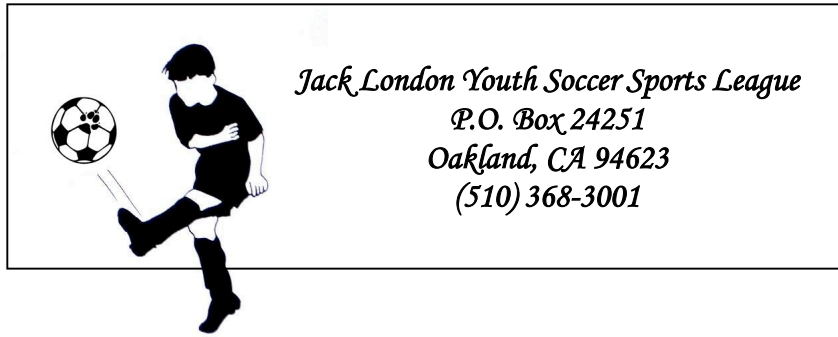 Jack London Youth Soccer Sports League
P.O. Box 24251
Oakland, CA 94623
(510) 368-3001